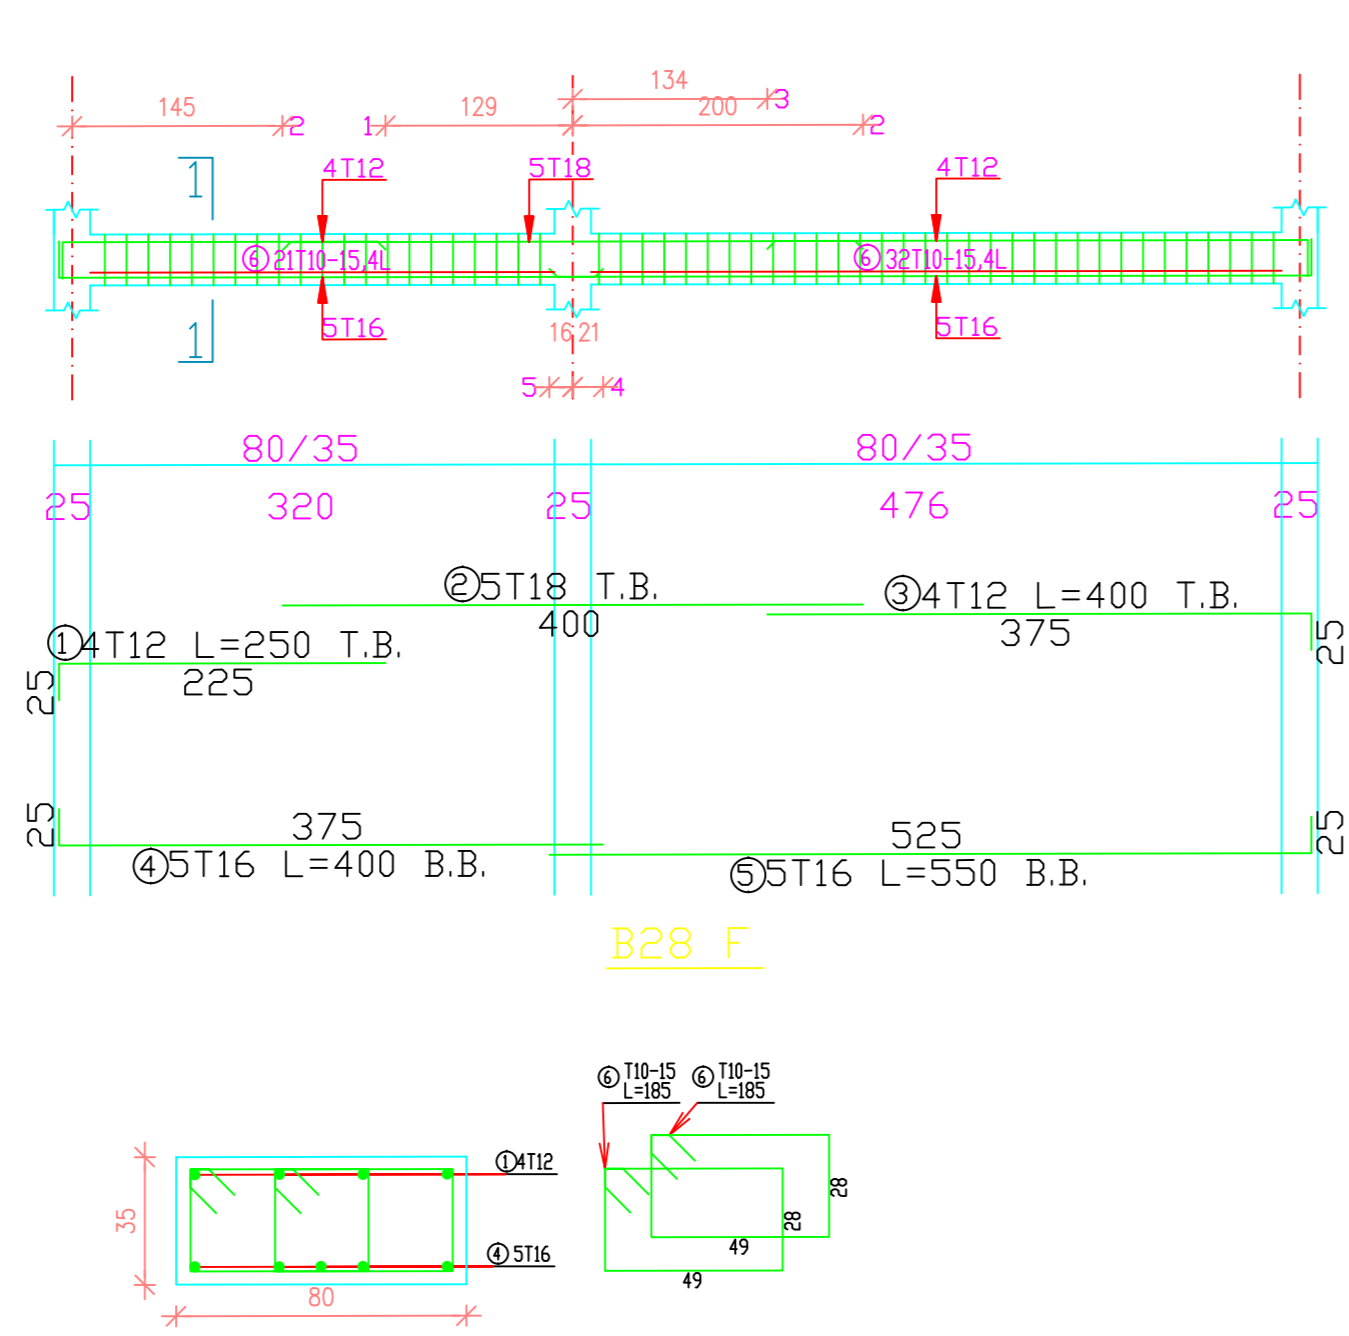 134
145 2 1 129 200 3
2
1 4T12 5T18 4T12
⑥ 21T10-15,4L ⑥ 32T10-15,4L
1 5T16 16 21 5T16
5 4
80/35 80/35
25 320 25 476 25
②5T18 T.B. ③4T12 L=400 T.B.
400 375 25
①4T12 L=250 T.B.
25 225
25 375 525 25
④5T16 L=400 B.B. ⑤5T16 L=550 B.B.
B28 F
⑥ T10-15 ⑥ T10-15
L=185 L=185
①4T12
35 28 28
④ 5T16 49
80 49